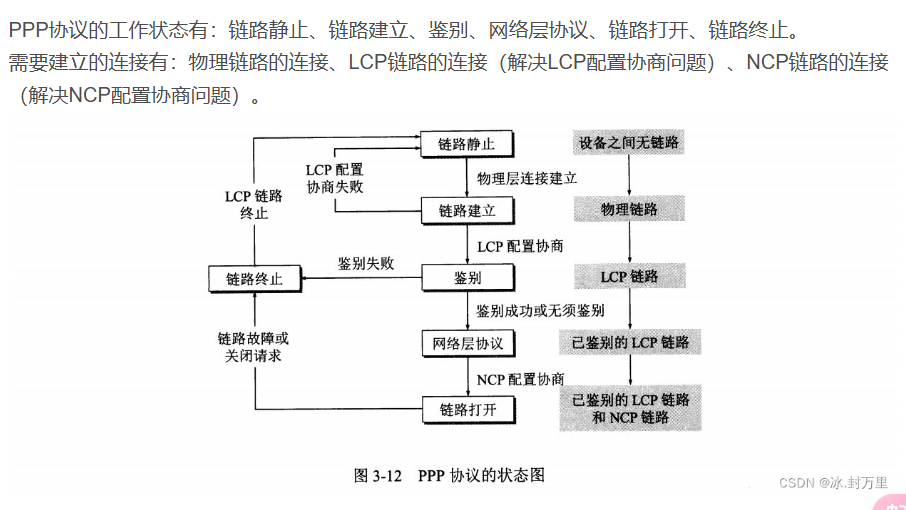 PPP协议的工作状态有：链路静止、链路建立、鉴别、网络层协议、链路打开、链路终止。
需要建立的连接有：物理链路的连接、LCP链路的连接（解决LCP配置协商问题）、NCP链路的连接
（解决NCP配置协商问题）。
链路静止
设备之间无链路
LCP 配置
协商失败
物理层连接建立
LCP 链路
终止
链路建立
物理链路
LCP 配置协商
鉴别失败
链路终止
鉴别
LCP 链路
鉴别成功或无须鉴别
链路故障或
关闭请求
网络层协议
已鉴别的 LCP 链路
NCP 配置协商
链路打开
已鉴别的 LCP 链路
和 NCP 链路
图 3-12 PPP 协议的状态图
CSDN @冰.封万里